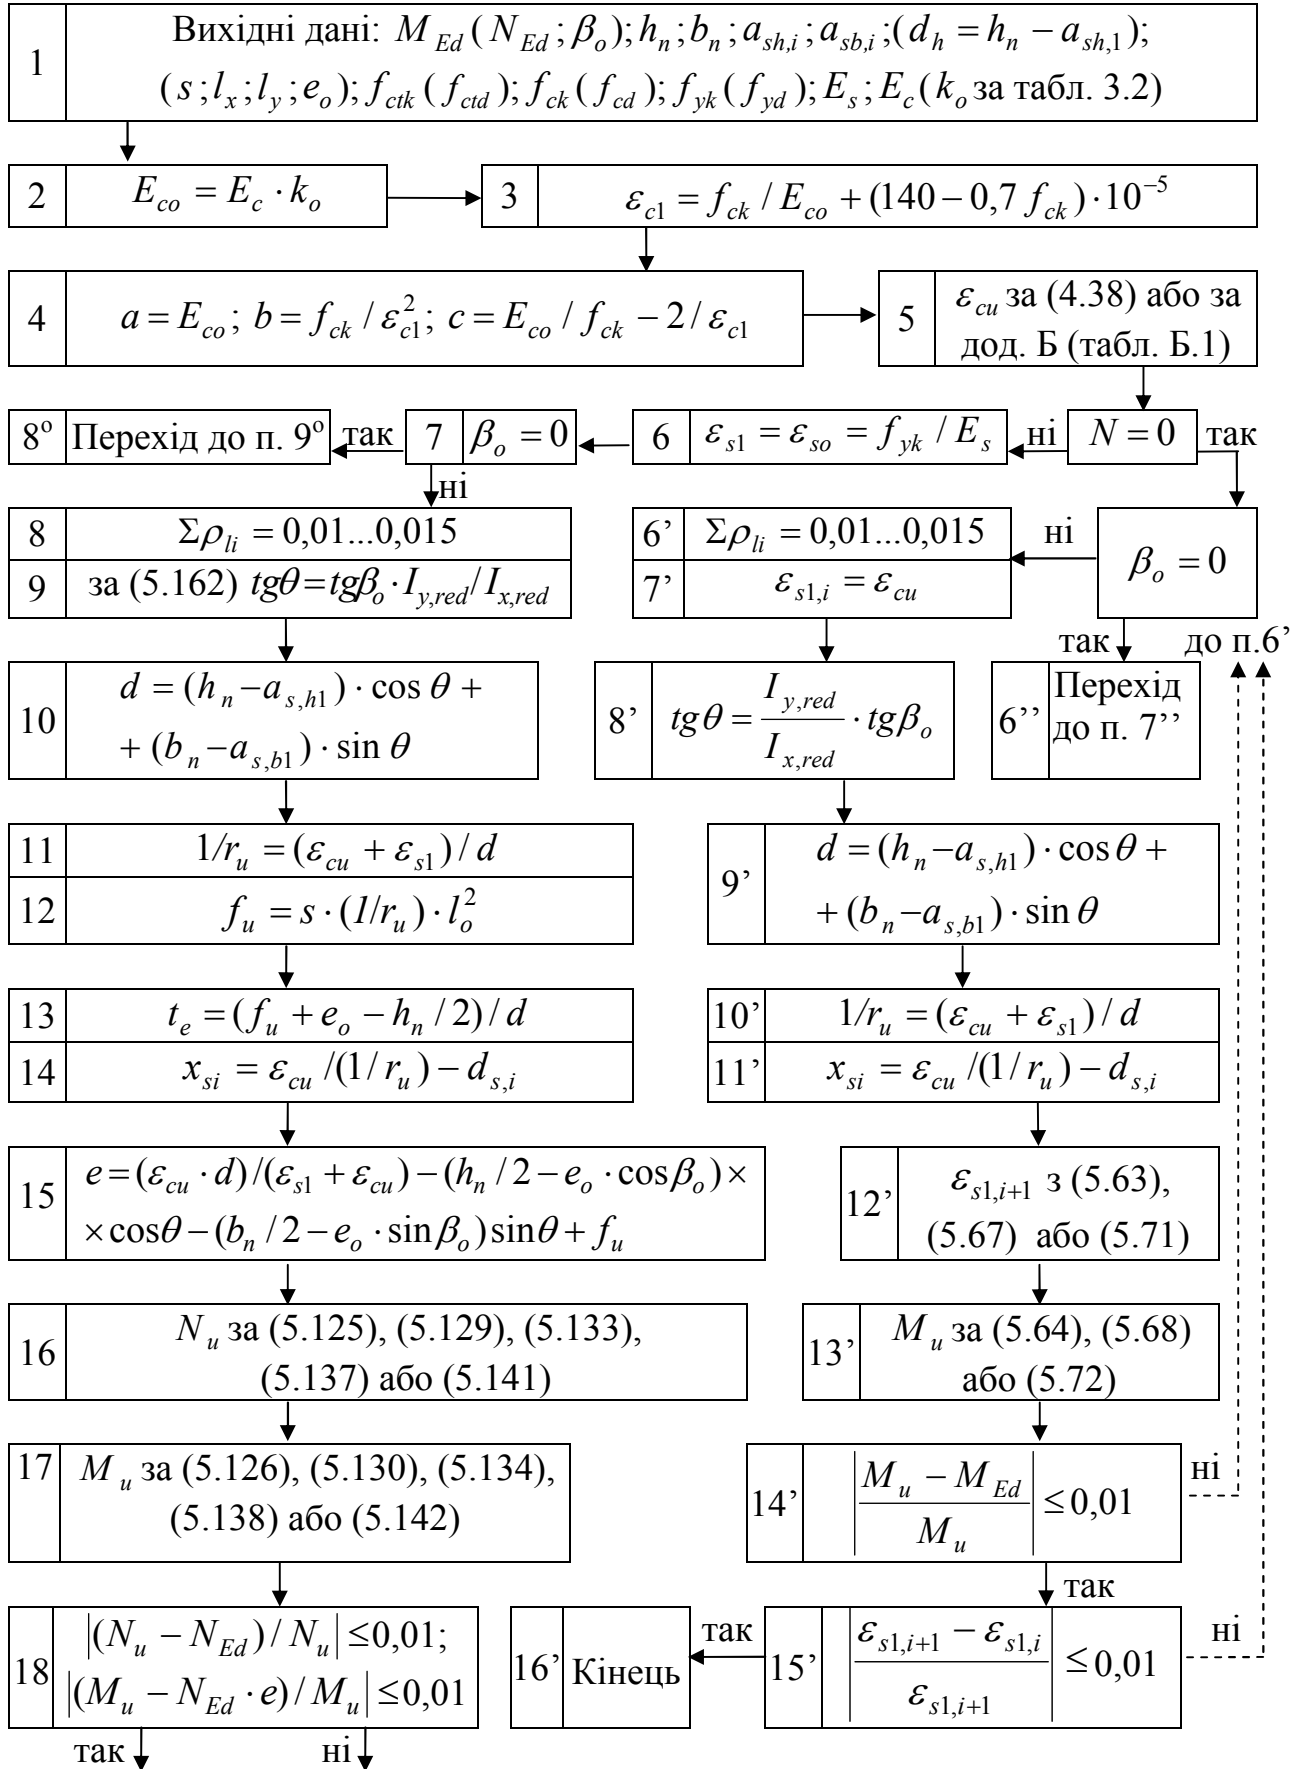 1 Вихідні дані: M_Ed (N_Ed; β_o); h_n; b_n; a_sh,i; a_sb,i; (d_h = h_n − a_sh,1);
(s; l_x; l_y; e_o); f_ctk (f_ctd); f_ck (f_cd); f_yk (f_yd); E_s; E_c (k_o за табл. 3.2)
2 E_co = E_c · k_o
3 ε_c1 = f_ck / E_co + (140 − 0,7 f_ck) · 10^−5
4 a = E_co; b = f_ck / ε_c1^2; c = E_co / f_ck − 2 / ε_c1
5 ε_cu за (4.38) або за
дод. Б (табл. Б.1)
8° Перехід до п. 9°
так
7 β_o = 0
6 ε_s1 = ε_so = f_yk / E_s
ні
N = 0
так
ні
8 Σρ_li = 0,01...0,015
9 за (5.162) tgθ = tgβ_o · I_y,red / I_x,red
6’ Σρ_li = 0,01...0,015
7’ ε_s1,i = ε_cu
ні
β_o = 0
так
до п.6’
10 d = (h_n − a_s,h1) · cos θ +
+ (b_n − a_s,b1) · sin θ
8’ tgθ = I_y,red / I_x,red · tgβ_o
6’’ Перехід
до п. 7’’
11 1/r_u = (ε_cu + ε_s1) / d
12 f_u = s · (1/r_u) · l_o^2
9’ d = (h_n − a_s,h1) · cos θ +
+ (b_n − a_s,b1) · sin θ
13 t_e = (f_u + e_o − h_n / 2) / d
14 x_si = ε_cu / (1 / r_u) − d_s,i
10’ 1/r_u = (ε_cu + ε_s1) / d
11’ x_si = ε_cu / (1 / r_u) − d_s,i
15 e = (ε_cu · d) / (ε_s1 + ε_cu) − (h_n / 2 − e_o · cosβ_o) ×
× cosθ − (b_n / 2 − e_o · sinβ_o) sinθ + f_u
12’ ε_s1,i+1 з (5.63),
(5.67) або (5.71)
16 N_u за (5.125), (5.129), (5.133),
(5.137) або (5.141)
13’ M_u за (5.64), (5.68)
або (5.72)
17 M_u за (5.126), (5.130), (5.134),
(5.138) або (5.142)
14’ |(M_u − M_Ed) / M_u| ≤ 0,01
ні
так
18 |(N_u − N_Ed) / N_u| ≤ 0,01;
|(M_u − N_Ed · e) / M_u| ≤ 0,01
16’ Кінець
так
15’ |(ε_s1,i+1 − ε_s1,i) / ε_s1,i+1| ≤ 0,01
ні
так
ні